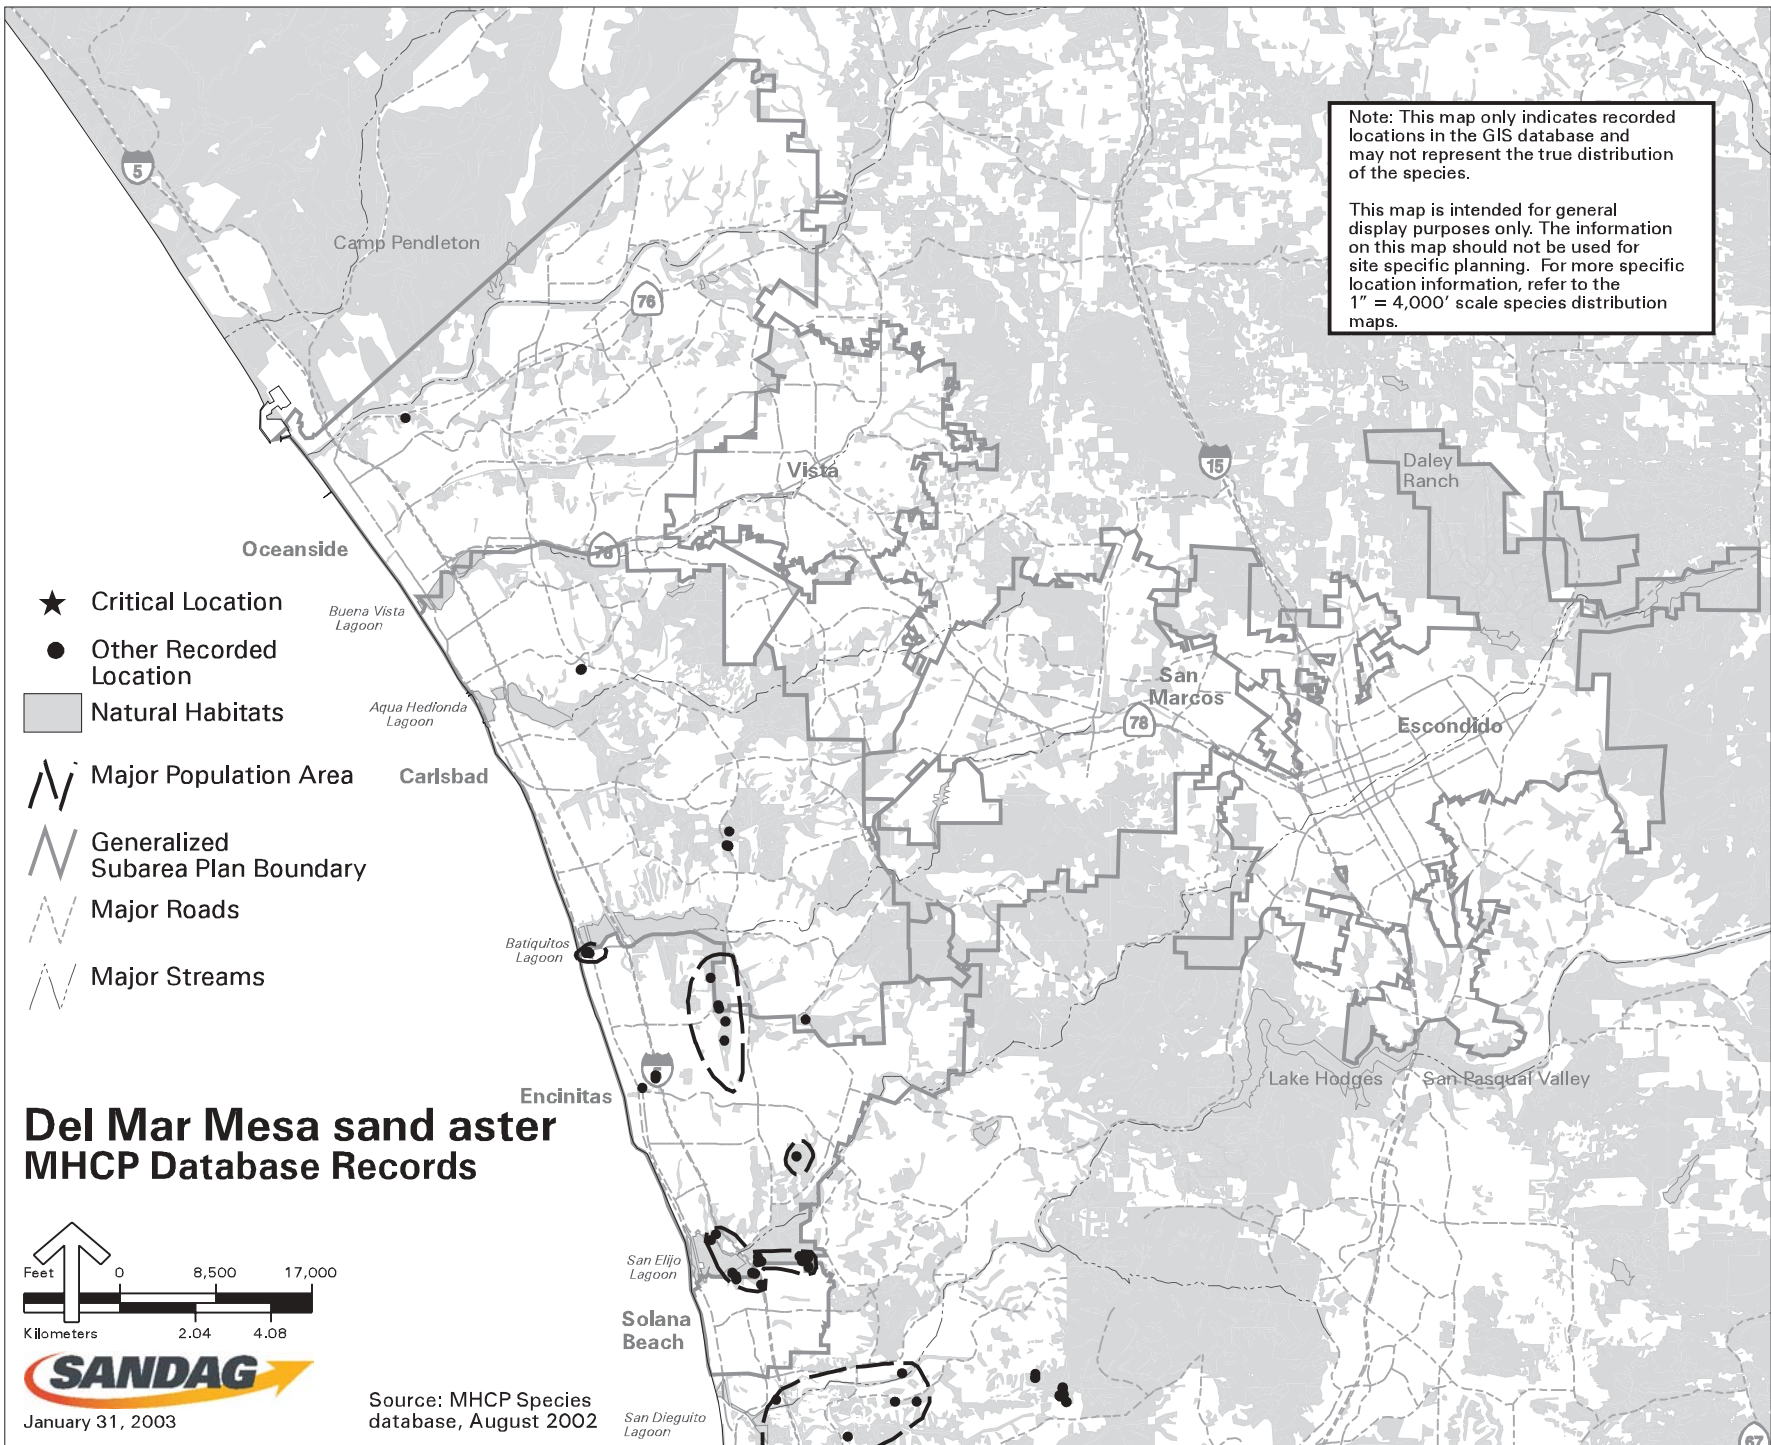 Note: This map only indicates recorded
locations in the GIS database and
may not represent the true distribution
of the species.
This map is intended for general
display purposes only. The information
on this map should not be used for
site specific planning. For more specific
location information, refer to the
1” = 4,000’ scale species distribution
maps.
5
Camp Pendleton
76
Vista
15
Daley
Ranch
Oceanside
78
Buena Vista
Lagoon
San
Marcos
78
Escondido
Aqua Hedionda
Lagoon
Carlsbad
Batiquitos
Lagoon
Encinitas
Lake Hodges
San Pasqual Valley
San Elijo
Lagoon
Solana
Beach
San Dieguito
Lagoon
67
Critical Location
Other Recorded
Location
Natural Habitats
Major Population Area
Generalized
Subarea Plan Boundary
Major Roads
Major Streams
Del Mar Mesa sand aster
MHCP Database Records
Feet 0 8,500 17,000
Kilometers 2.04 4.08
SANDAG
January 31, 2003
Source: MHCP Species
database, August 2002